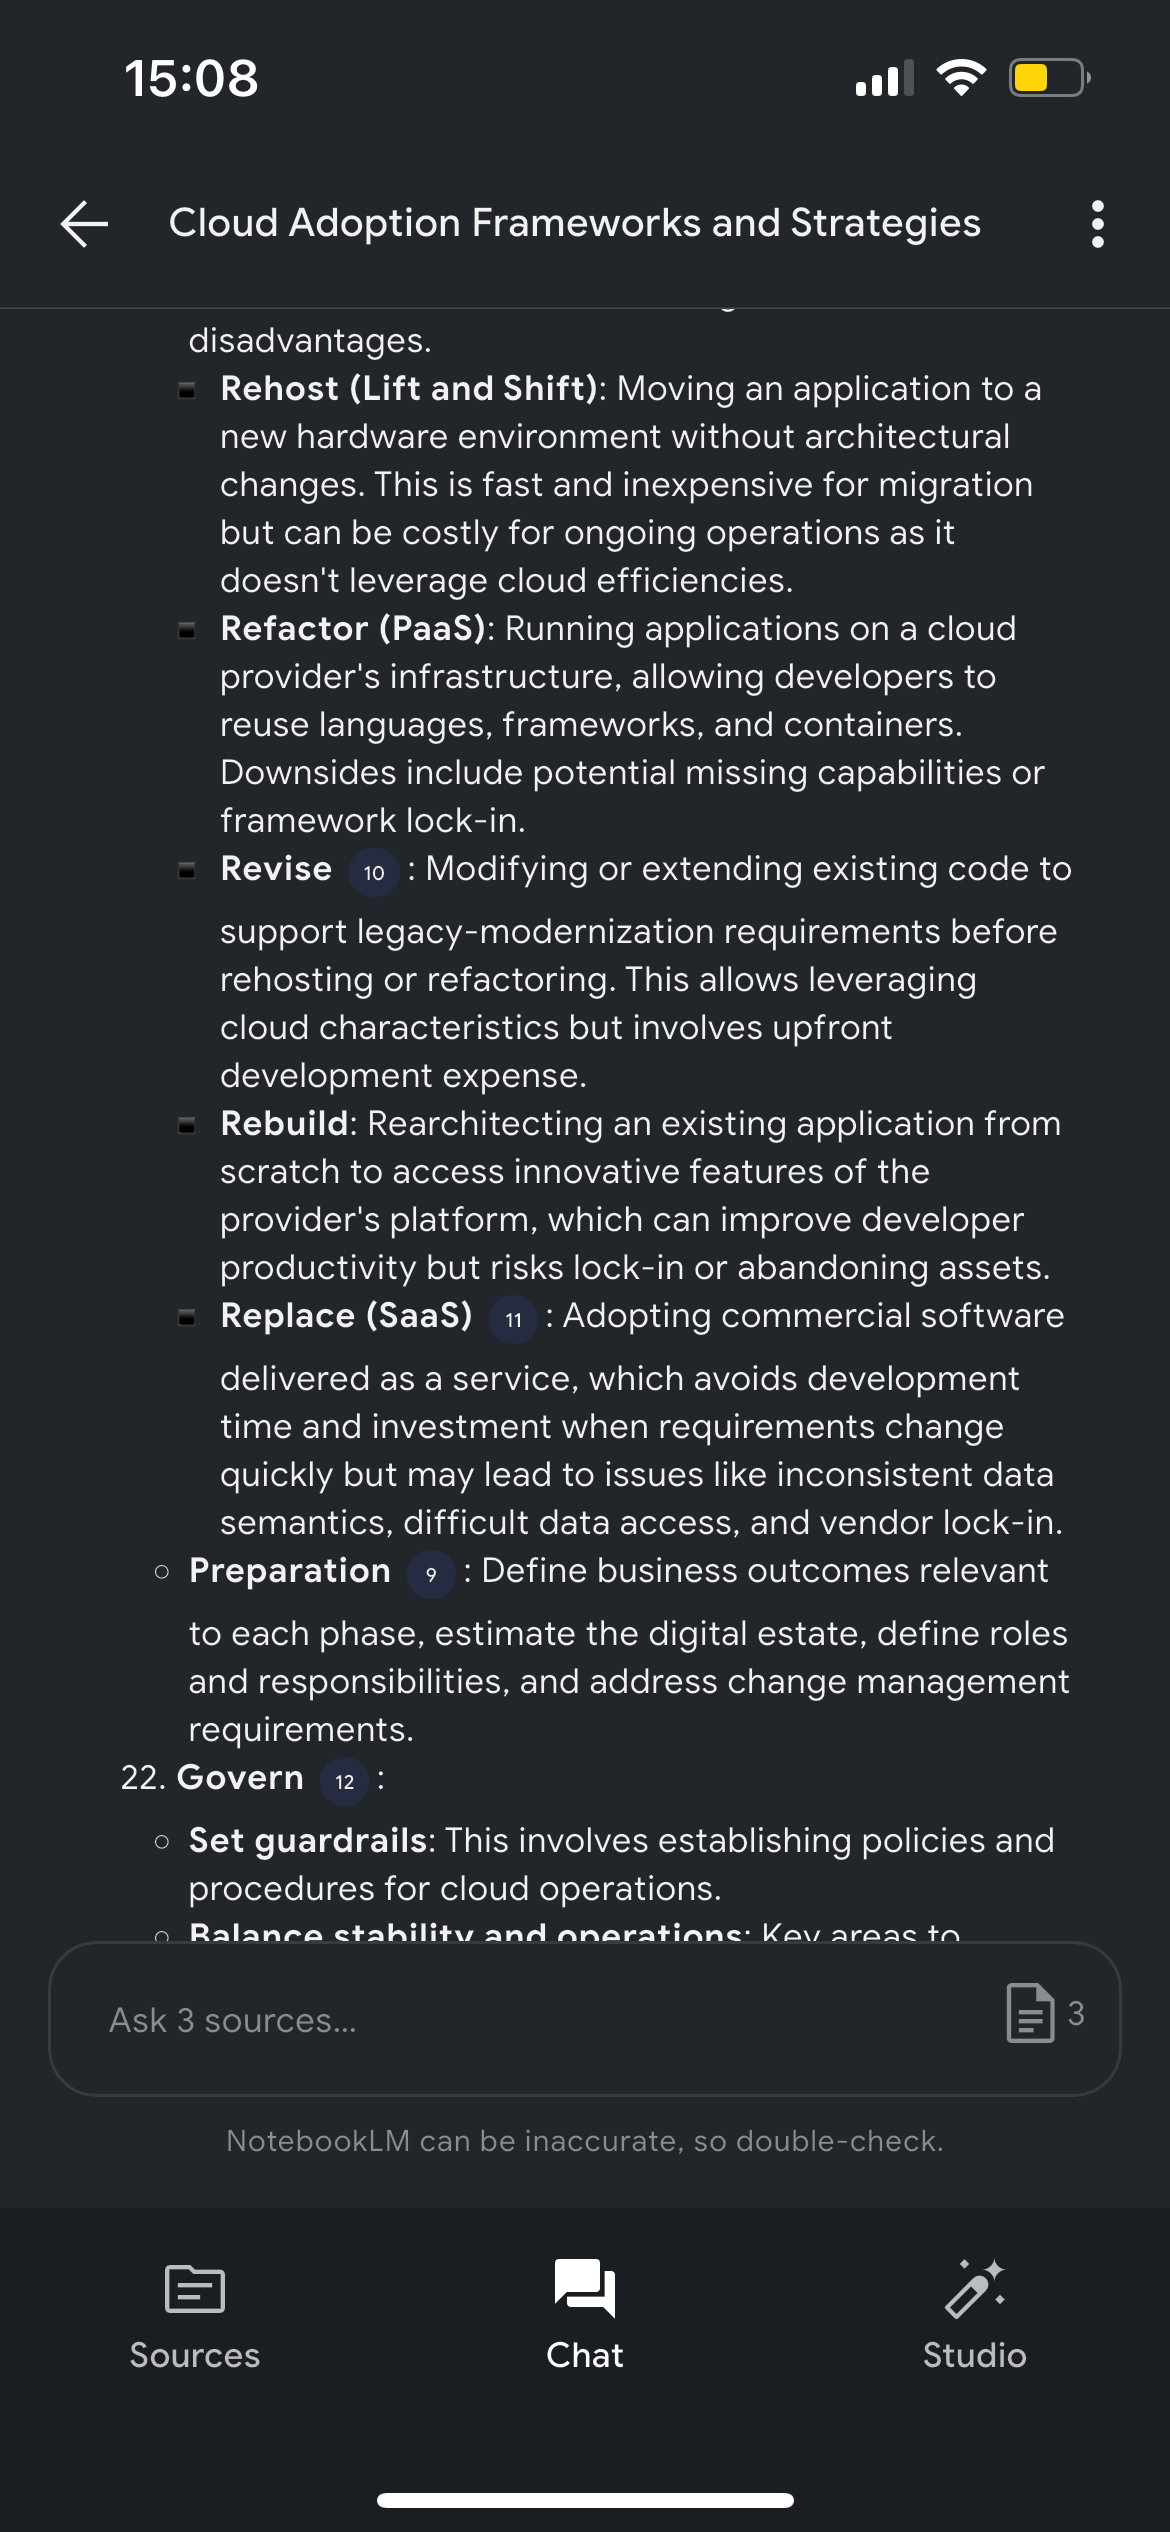 15:08
Cloud Adoption Frameworks and Strategies
disadvantages.
Rehost (Lift and Shift): Moving an application to a
new hardware environment without architectural
changes. This is fast and inexpensive for migration
but can be costly for ongoing operations as it
doesn't leverage cloud efficiencies.
Refactor (PaaS): Running applications on a cloud
provider's infrastructure, allowing developers to
reuse languages, frameworks, and containers.
Downsides include potential missing capabilities or
framework lock-in.
Revise 10 : Modifying or extending existing code to
support legacy-modernization requirements before
rehosting or refactoring. This allows leveraging
cloud characteristics but involves upfront
development expense.
Rebuild: Rearchitecting an existing application from
scratch to access innovative features of the
provider's platform, which can improve developer
productivity but risks lock-in or abandoning assets.
Replace (SaaS) 11 : Adopting commercial software
delivered as a service, which avoids development
time and investment when requirements change
quickly but may lead to issues like inconsistent data
semantics, difficult data access, and vendor lock-in.
Preparation 9 : Define business outcomes relevant
to each phase, estimate the digital estate, define roles
and responsibilities, and address change management
requirements.
22. Govern 12 :
Set guardrails: This involves establishing policies and
procedures for cloud operations.
Balance stability and operations: Key areas to
Ask 3 sources...
3
NotebookLM can be inaccurate, so double-check.
Sources
Chat
Studio